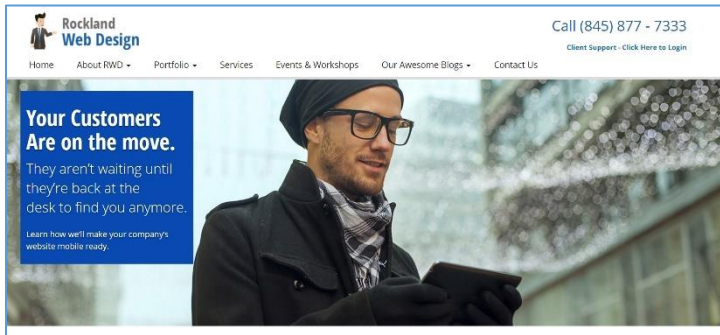 Rockland
Web Design
Call (845) 877 - 7333
Client Support - Click Here to Login
Home About RWD Portfolio Services Events & Workshops Our Awesome Blogs Contact Us
Your Customers
Are on the move.
They aren't waiting until
they're back at the
desk to find you anymore.
Learn how we'll make your company's
website mobile ready.